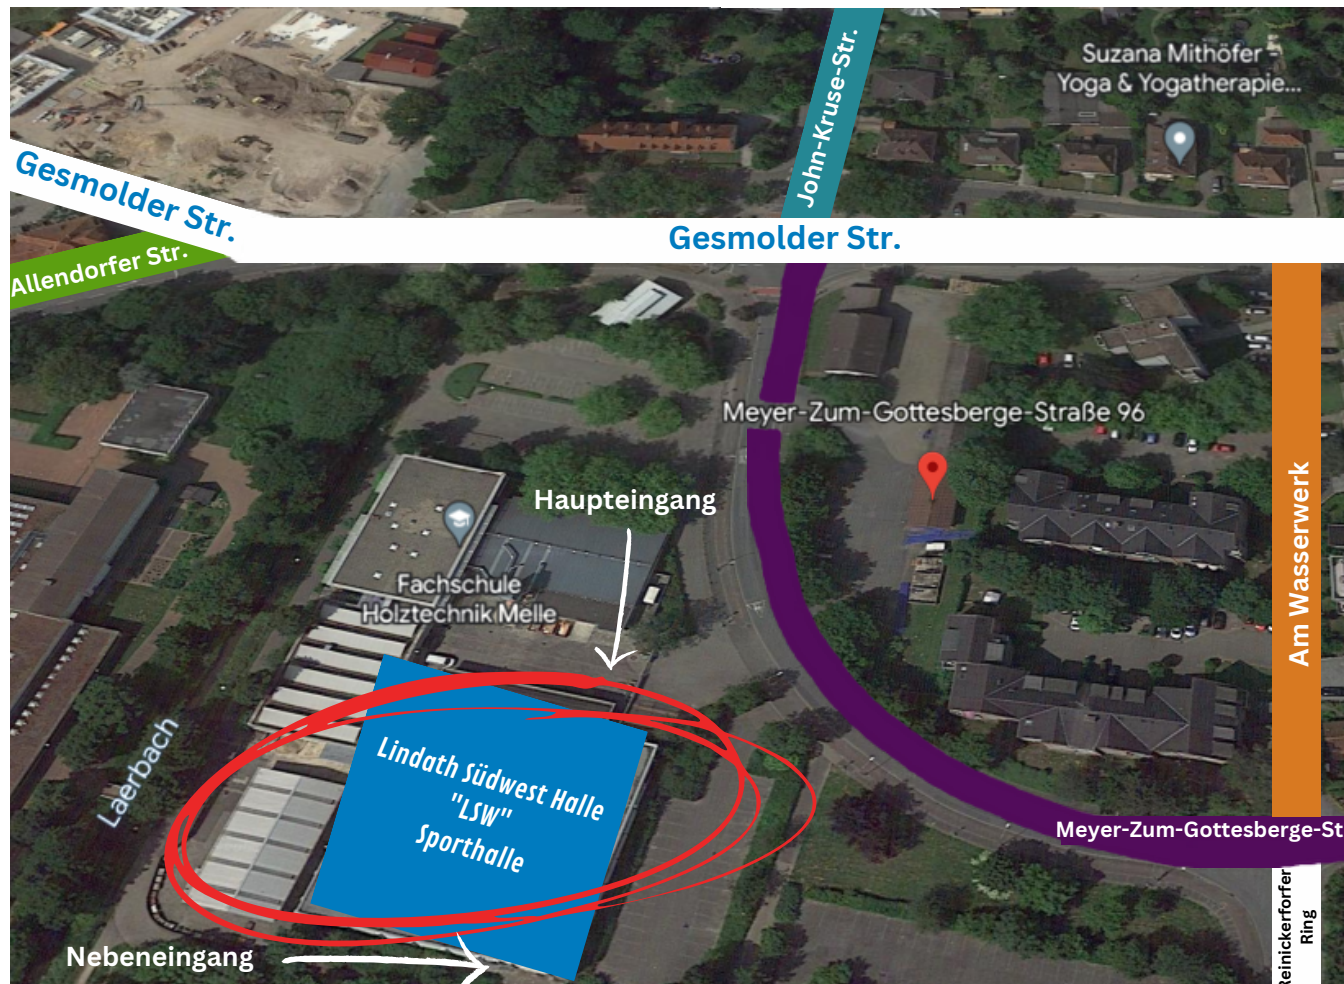 Suzana Mithöfer -
Yoga & Yogatherapie...
John-Kruse-Str.
Gesmolder Str.
Gesmolder Str.
Allendorfer Str.
Meyer-Zum-Gottesberge-Straße 96
Haupteingang
Am Wasserwerk
Fachschule
Holztechnik Melle
Laerbach
Lindath Südwest Halle
"LSW"
Sporthalle
Meyer-Zum-Gottesberge-St
Reinickerforfer
Ring
Nebeneingang